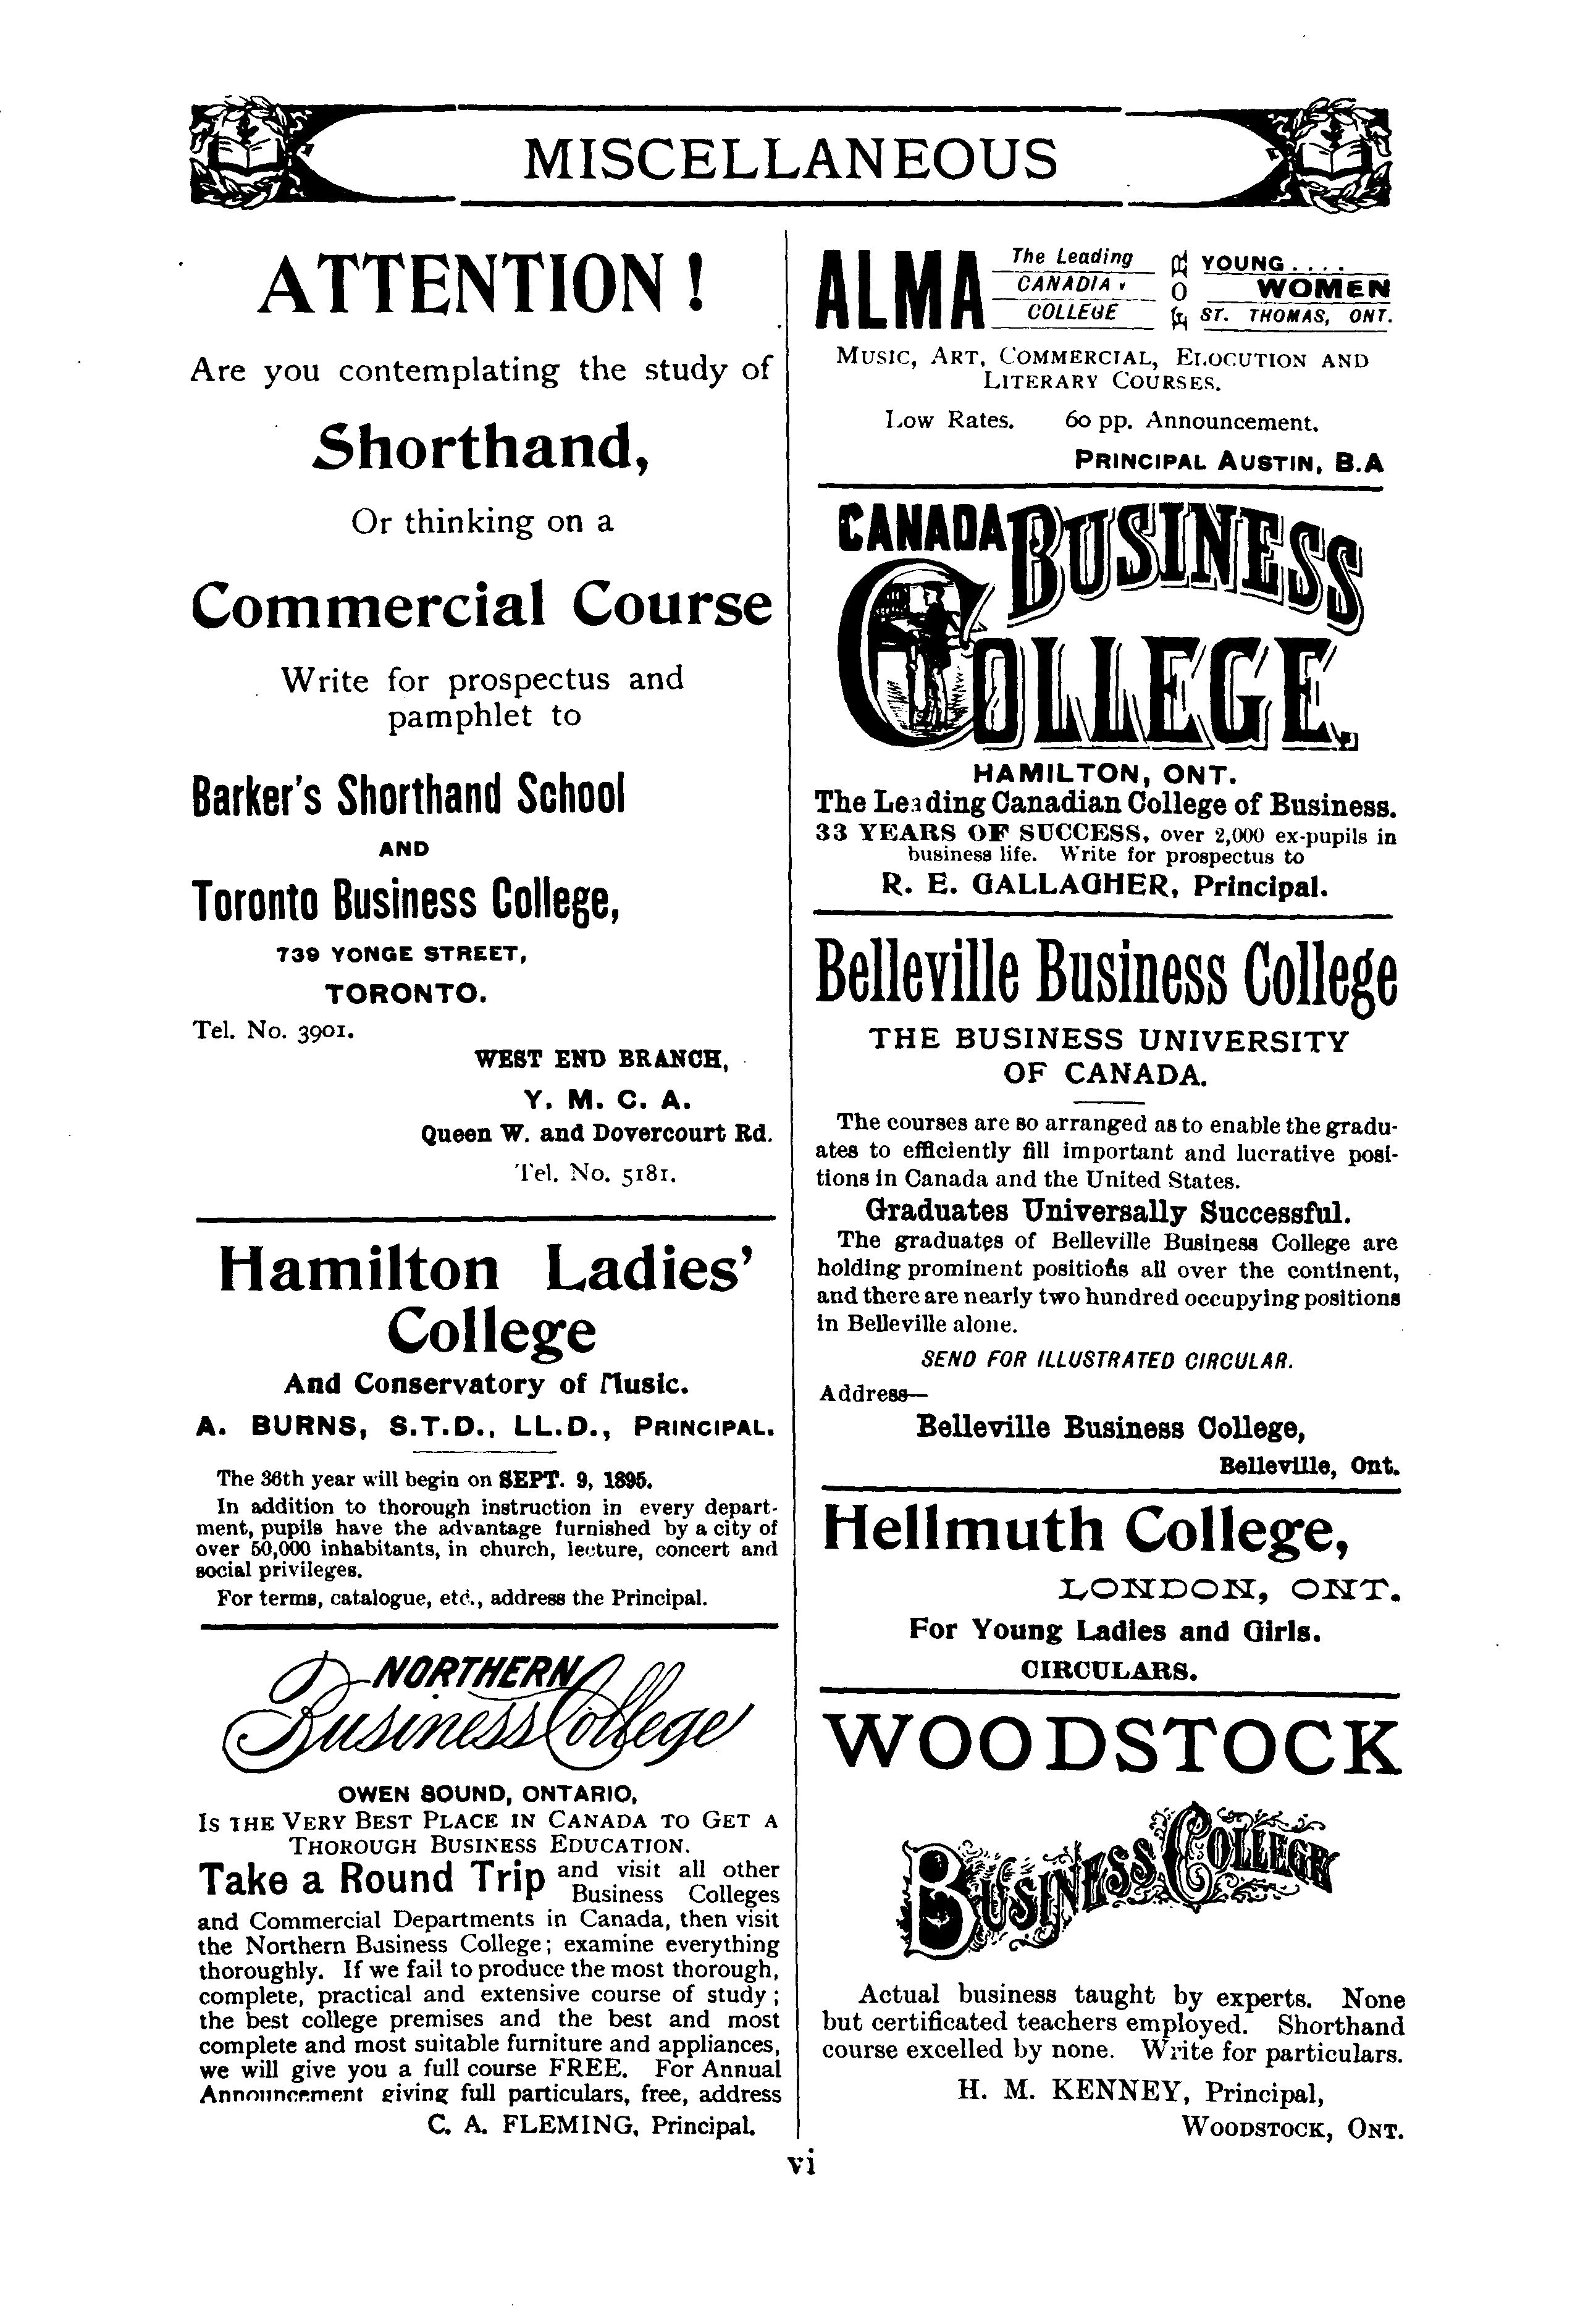 MISCELLANEOUS
ATTENTION !
Are you contemplating the study of
Shorthand,
Or thinking on a
Commercial Course
Write for prospectus and
pamphlet to
Barker's Shorthand School
AND
Toronto Business College,
739 YONGE STREET,
TORONTO.
Tel. No. 3901.
WEST END BRANCH,
Y. M. C. A.
Queen W. and Dovercourt Rd.
Tel. No. 5181.
Hamilton Ladies'
College
And Conservatory of Music.
A. BURNS, S.T.D., LL.D., PRINCIPAL.
The 36th year will begin on SEPT. 9, 1895.
In addition to thorough instruction in every depart-
ment, pupils have the advantage furnished by a city of
over 50,000 inhabitants, in church, lecture, concert and
social privileges.
For terms, catalogue, etc., address the Principal.
NORTHERN
Business College
OWEN SOUND, ONTARIO,
IS THE VERY BEST PLACE IN CANADA TO GET A
THOROUGH BUSINESS EDUCATION.
Take a Round Trip and visit all other
Business Colleges
and Commercial Departments in Canada, then visit
the Northern Business College; examine everything
thoroughly. If we fail to produce the most thorough,
complete, practical and extensive course of study;
the best college premises and the best and most
complete and most suitable furniture and appliances,
we will give you a full course FREE. For Annual
Announcement giving full particulars, free, address
C. A. FLEMING, Principal.
ALMA
The Leading
CANADIA
COLLEGE
FOR
YOUNG....
WOMEN
ST. THOMAS, ONT.
MUSIC, ART, COMMERCIAL, ELOCUTION AND
LITERARY COURSES.
Low Rates. 60 pp. Announcement.
PRINCIPAL AUSTIN, B.A
CANADA BUSINESS
COLLEGE,
HAMILTON, ONT.
The Leading Canadian College of Business.
33 YEARS OF SUCCESS, over 2,000 ex-pupils in
business life. Write for prospectus to
R. E. GALLAGHER, Principal.
Belleville Business College
THE BUSINESS UNIVERSITY
OF CANADA.
The courses are so arranged as to enable the gradu-
ates to efficiently fill important and lucrative posi-
tions in Canada and the United States.
Graduates Universally Successful.
The graduates of Belleville Business College are
holding prominent positions all over the continent,
and there are nearly two hundred occupying positions
in Belleville alone.
SEND FOR ILLUSTRATED CIRCULAR.
Address—
Belleville Business College,
Belleville, Ont.
Hellmuth College,
LONDON, ONT.
For Young Ladies and Girls.
CIRCULARS.
WOODSTOCK
BUSINESS COLLEGE
Actual business taught by experts. None
but certificated teachers employed. Shorthand
course excelled by none. Write for particulars.
H. M. KENNEY, Principal,
WOODSTOCK, ONT.
vi